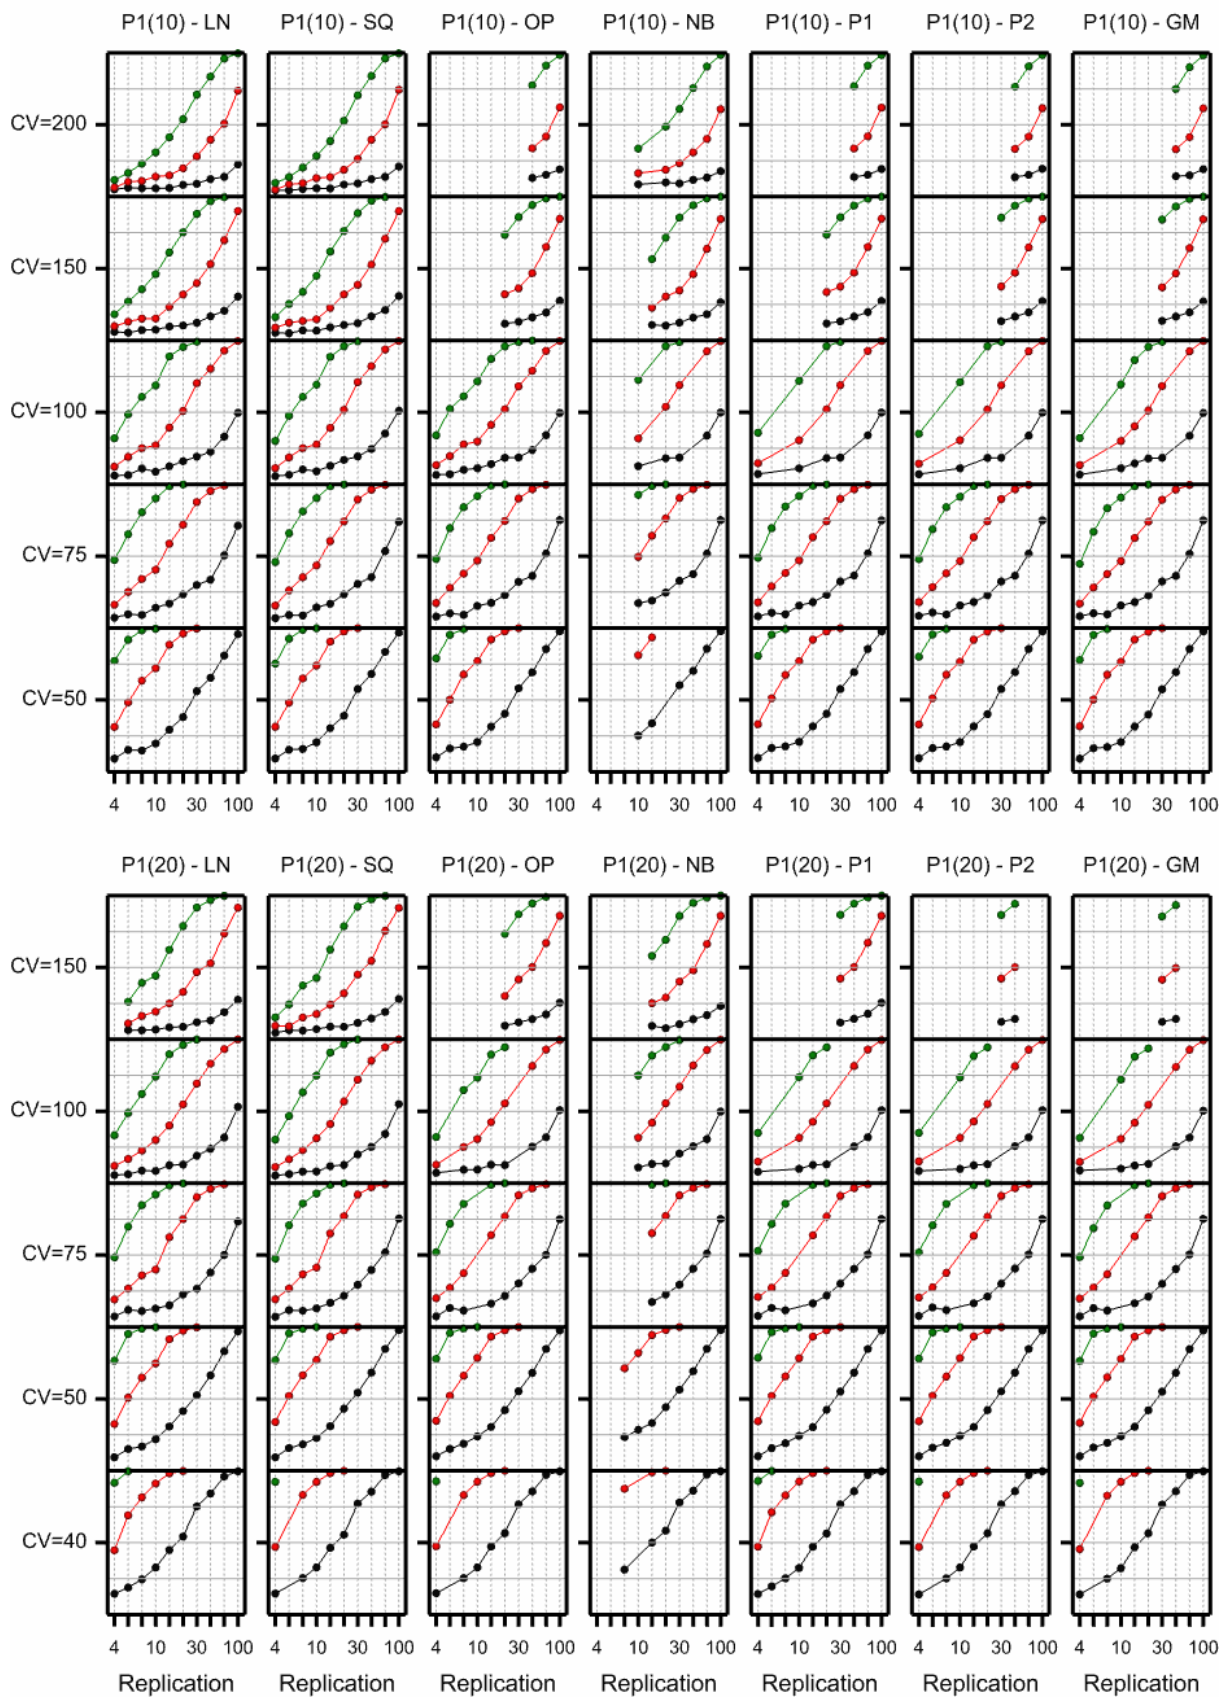 P1(10) - LN P1(10) - SQ P1(10) - OP P1(10) - NB P1(10) - P1 P1(10) - P2 P1(10) - GM
CV=200
CV=150
CV=100
CV=75
CV=50
4 10 30 100 4 10 30 100 4 10 30 100 4 10 30 100 4 10 30 100 4 10 30 100 4 10 30 100
P1(20) - LN P1(20) - SQ P1(20) - OP P1(20) - NB P1(20) - P1 P1(20) - P2 P1(20) - GM
CV=150
CV=100
CV=75
CV=50
CV=40
4 10 30 100 4 10 30 100 4 10 30 100 4 10 30 100 4 10 30 100 4 10 30 100 4 10 30 100
Replication Replication Replication Replication Replication Replication Replication